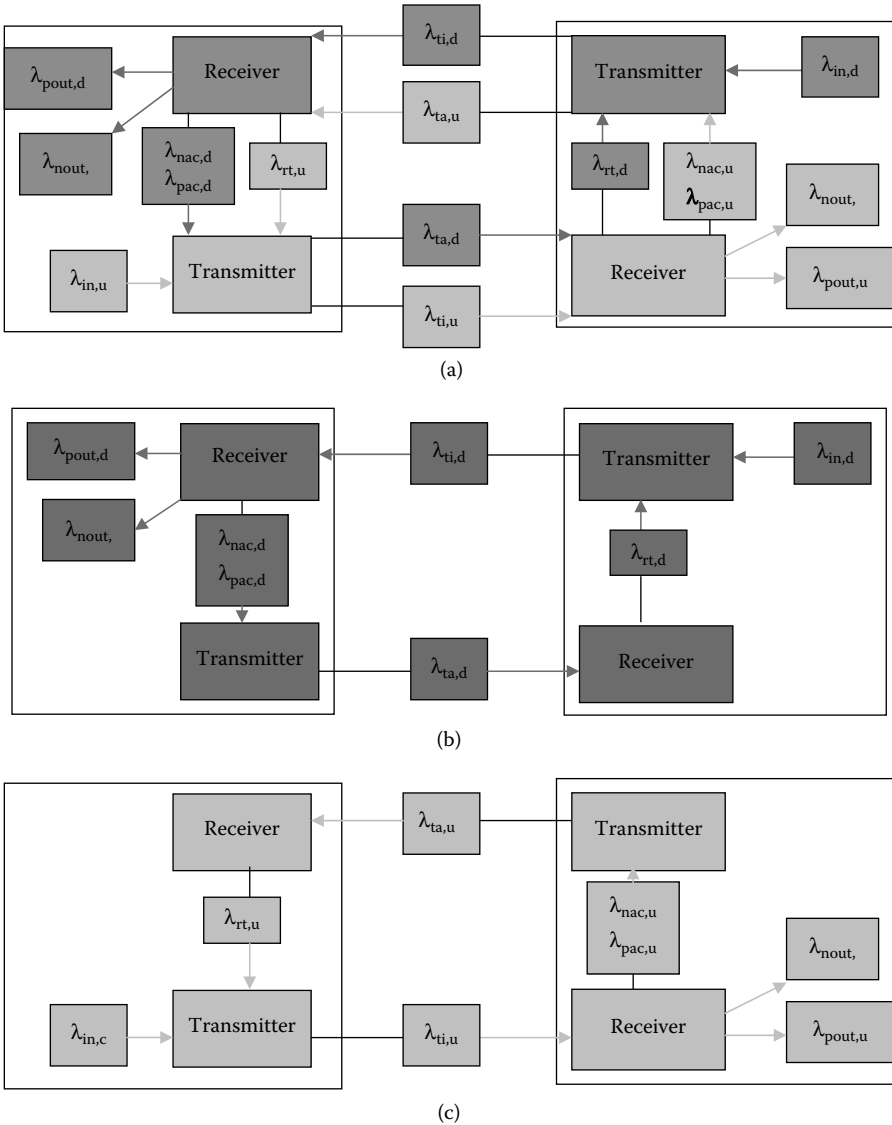 λti,d
Receiver
Transmitter
λpout,d
λin,d
λta,u
λnout,
λnac,d
λpac,d
λrt,u
λrt,d
λnac,u
λpac,u
λnout,
λta,d
λin,u
Transmitter
Receiver
λpout,u
λti,u
(a)
λpout,d
Receiver
λti,d
Transmitter
λin,d
λnout,
λnac,d
λpac,d
λrt,d
Transmitter
λta,d
Receiver
(b)
Receiver
λta,u
Transmitter
λrt,u
λnac,u
λpac,u
λnout,
λin,c
Transmitter
λti,u
Receiver
λpout,u
(c)